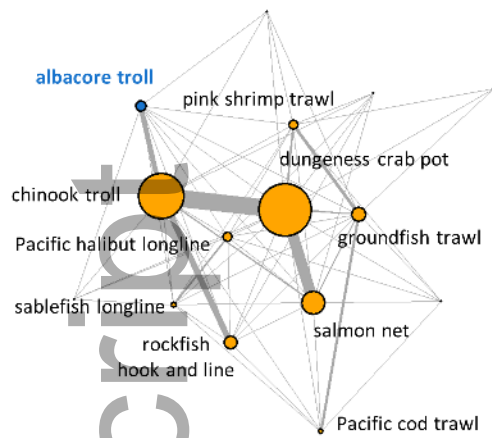 albacore troll
pink shrimp trawl
dungeness crab pot
chinook troll
groundfish trawl
Pacific halibut longline
sablefish longline
salmon net
rockfish
hook and line
Pacific cod trawl
cript